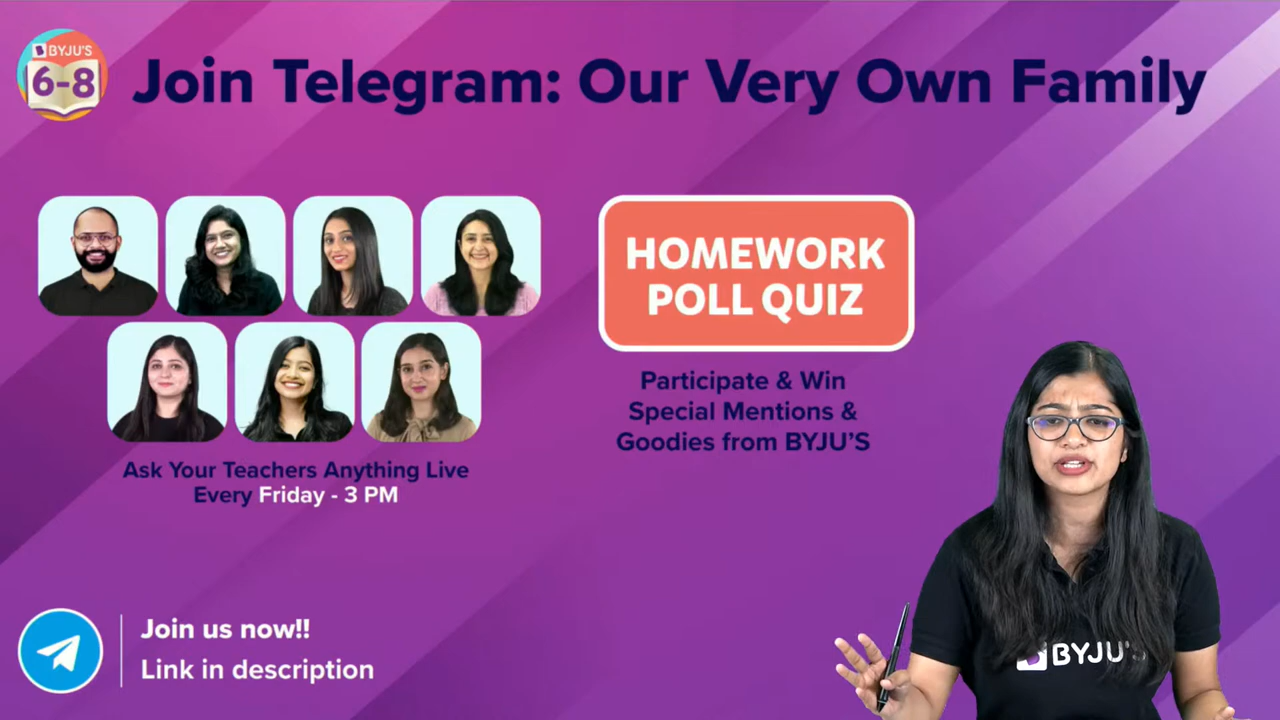 BYJU'S
6-8
Join Telegram: Our Very Own Family
HOMEWORK
POLL QUIZ
Participate & Win
Special Mentions &
Goodies from BYJU'S
Ask Your Teachers Anything Live
Every Friday - 3 PM
Join us now!!
Link in description
BYJU'S